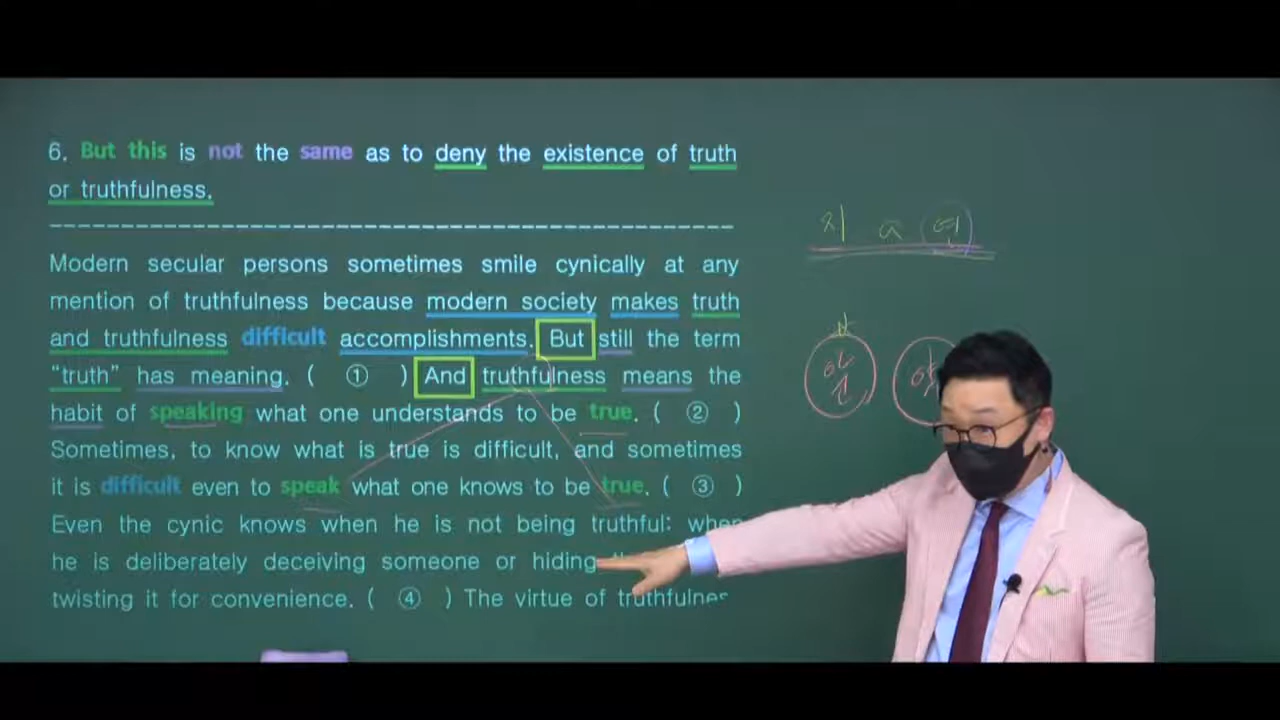 6. But this is not the same as to deny the existence of truth
or truthfulness.
Modern secular persons sometimes smile cynically at any
mention of truthfulness because modern society makes truth
and truthfulness difficult accomplishments. But still the term
"truth" has meaning. ( ① ) And truthfulness means the
habit of speaking what one understands to be true. ( ② )
Sometimes, to know what is true is difficult, and sometimes
it is difficult even to speak what one knows to be true. ( ③ )
Even the cynic knows when he is not being truthful: when
he is deliberately deceiving someone or hiding
twisting it for convenience. ( ④ ) The virtue of